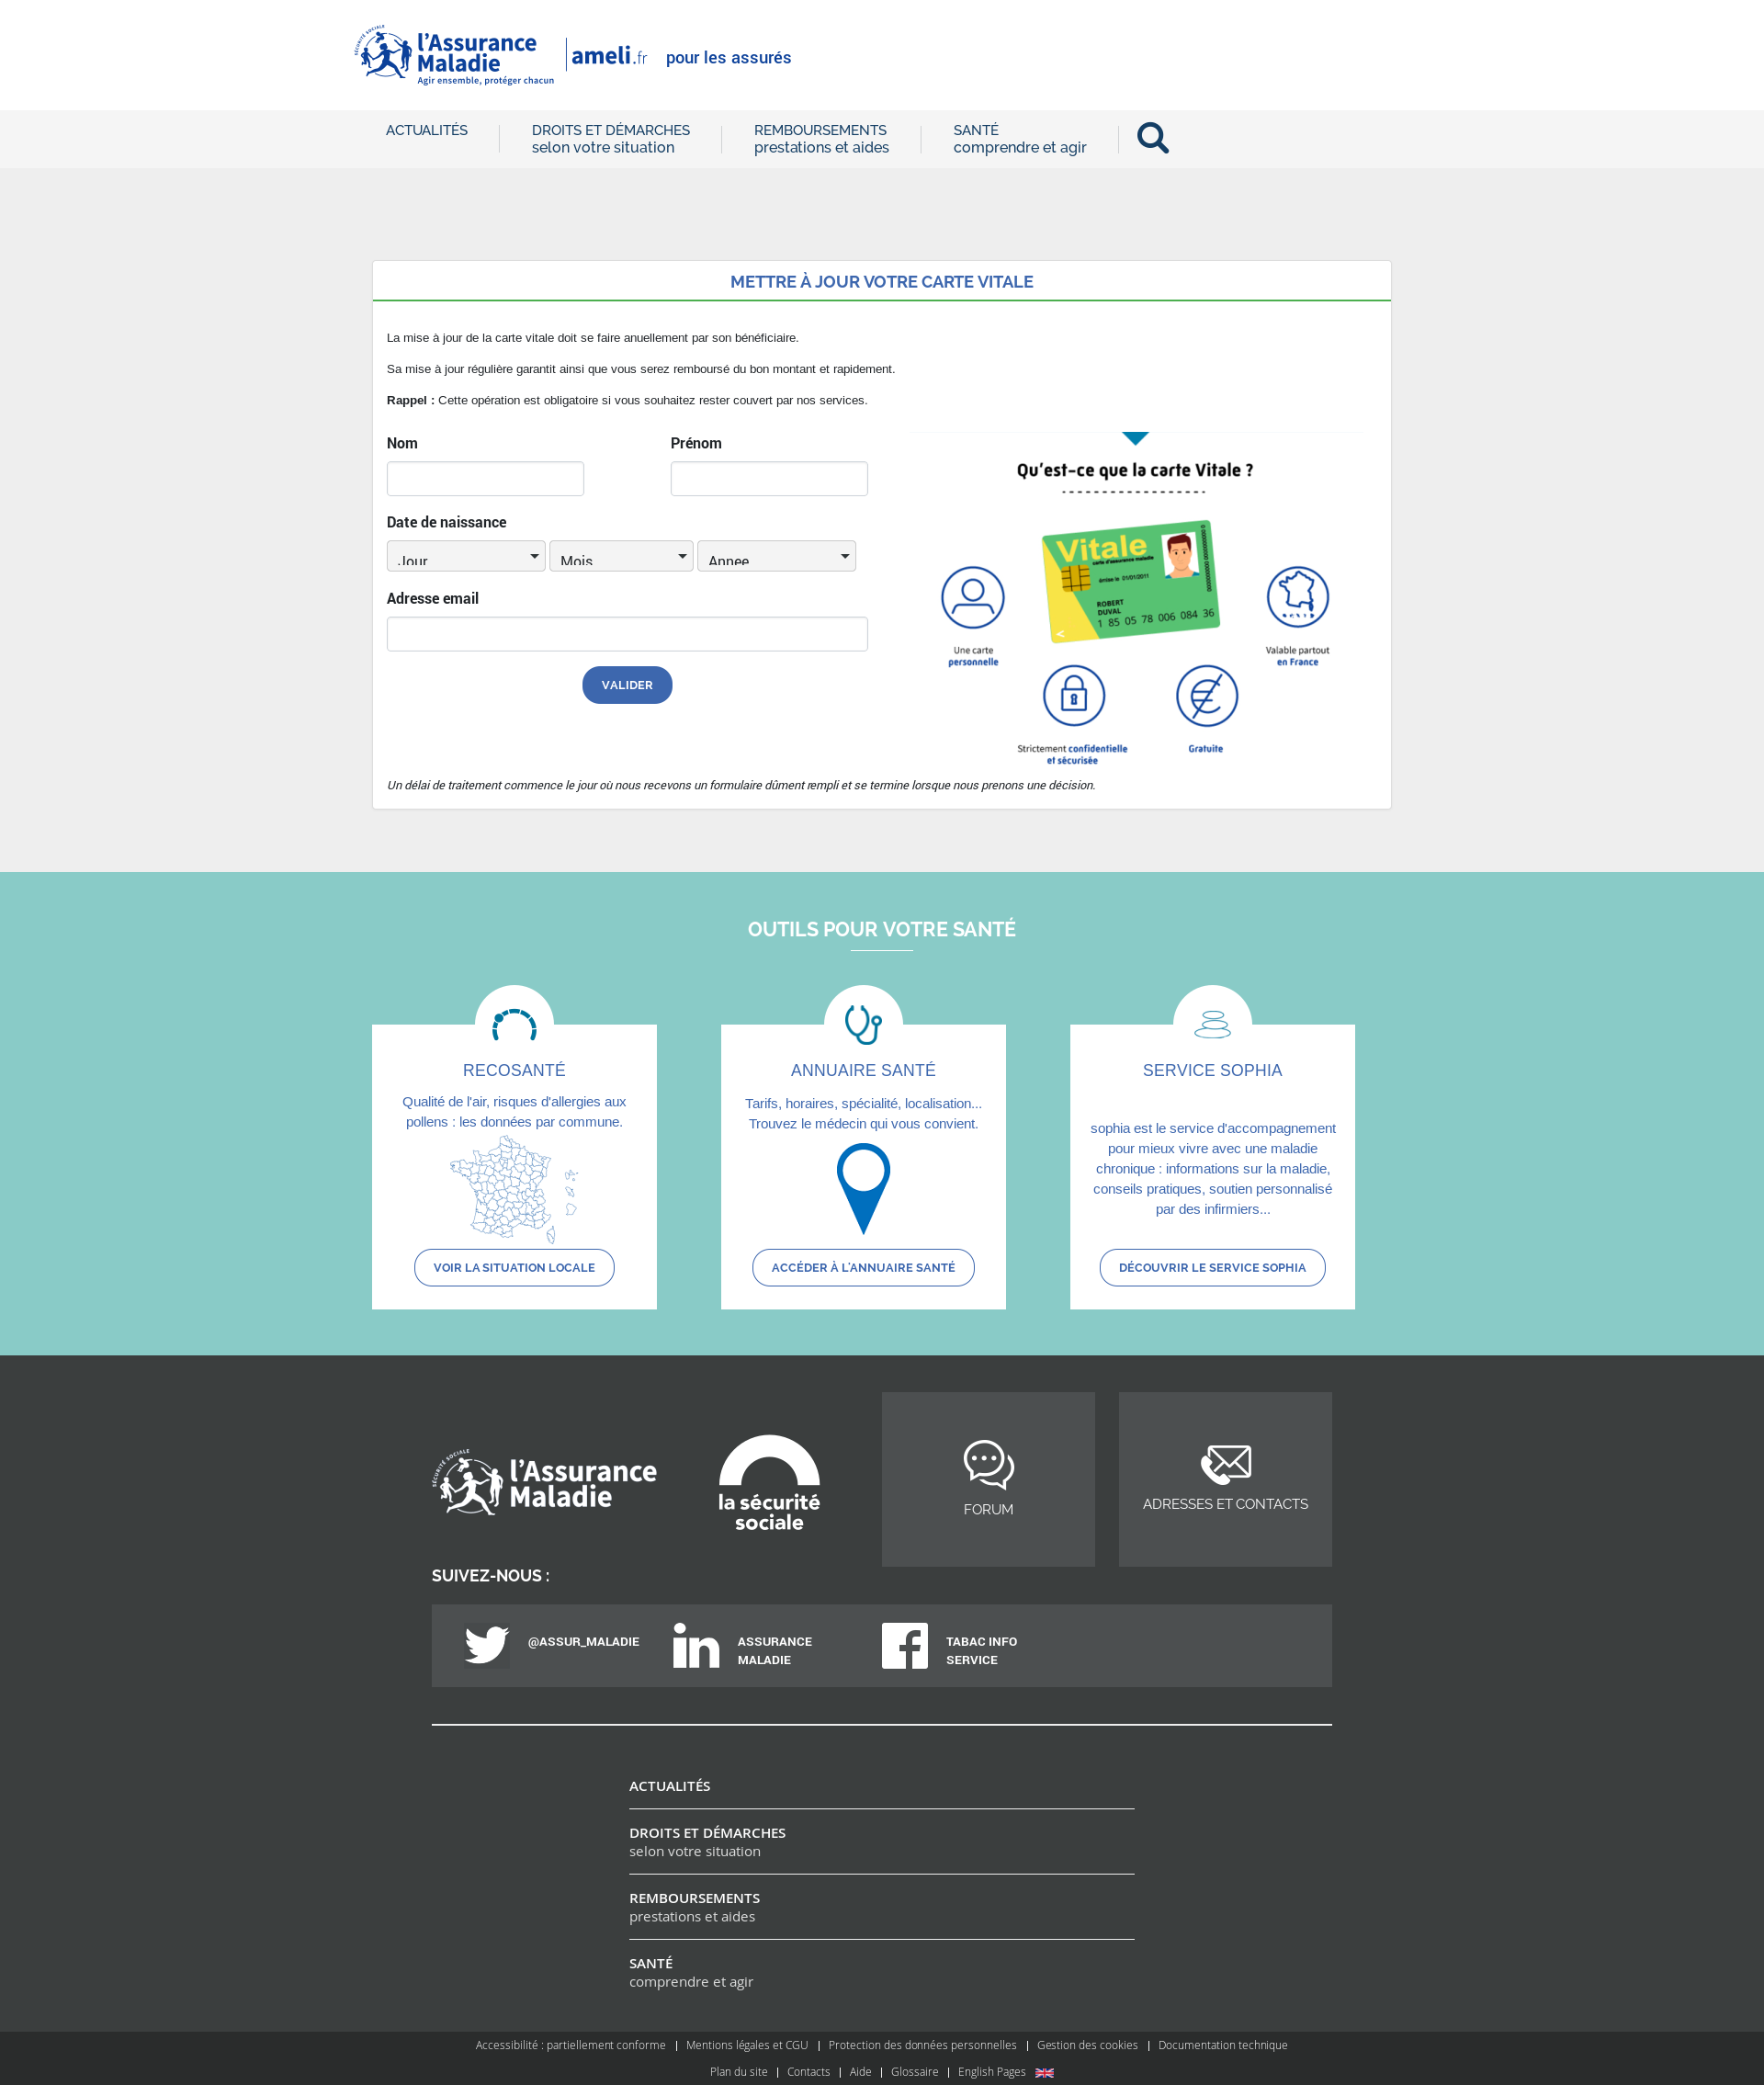 SÉCURITÉ SOCIALE
l'Assurance
Maladie
Agir ensemble, protéger chacun
ameli.fr
pour les assurés
ACTUALITÉS
DROITS ET DÉMARCHES
selon votre situation
REMBOURSEMENTS
prestations et aides
SANTÉ
comprendre et agir
METTRE À JOUR VOTRE CARTE VITALE
La mise à jour de la carte vitale doit se faire anuellement par son bénéficiaire.
Sa mise à jour régulière garantit ainsi que vous serez remboursé du bon montant et rapidement.
Rappel : Cette opération est obligatoire si vous souhaitez rester couvert par nos services.
Nom
Prénom
Date de naissance
Jour
Mois
Annee
Adresse email
VALIDER
Qu'est-ce que la carte Vitale ?
Vitale
carte d'assurance maladie
émise le 01/01/2011
ROBERT
DUVAL
1 85 05 78 006 084 36
Une carte
personnelle
Valable partout
en France
Strictement confidentielle
et sécurisée
Gratuite
Un délai de traitement commence le jour où nous recevons un formulaire dûment rempli et se termine lorsque nous prenons une décision.
OUTILS POUR VOTRE SANTÉ
RECOSANTÉ
Qualité de l'air, risques d'allergies aux
pollens : les données par commune.
VOIR LA SITUATION LOCALE
ANNUAIRE SANTÉ
Tarifs, horaires, spécialité, localisation...
Trouvez le médecin qui vous convient.
ACCÉDER À L'ANNUAIRE SANTÉ
SERVICE SOPHIA
sophia est le service d'accompagnement
pour mieux vivre avec une maladie
chronique : informations sur la maladie,
conseils pratiques, soutien personnalisé
par des infirmiers...
DÉCOUVRIR LE SERVICE SOPHIA
SÉCURITÉ SOCIALE
l'Assurance
Maladie
la sécurité
sociale
FORUM
ADRESSES ET CONTACTS
SUIVEZ-NOUS :
@ASSUR_MALADIE
in
ASSURANCE
MALADIE
TABAC INFO
SERVICE
ACTUALITÉS
DROITS ET DÉMARCHES
selon votre situation
REMBOURSEMENTS
prestations et aides
SANTÉ
comprendre et agir
Accessibilité : partiellement conforme | Mentions légales et CGU | Protection des données personnelles | Gestion des cookies | Documentation technique
Plan du site | Contacts | Aide | Glossaire | English Pages